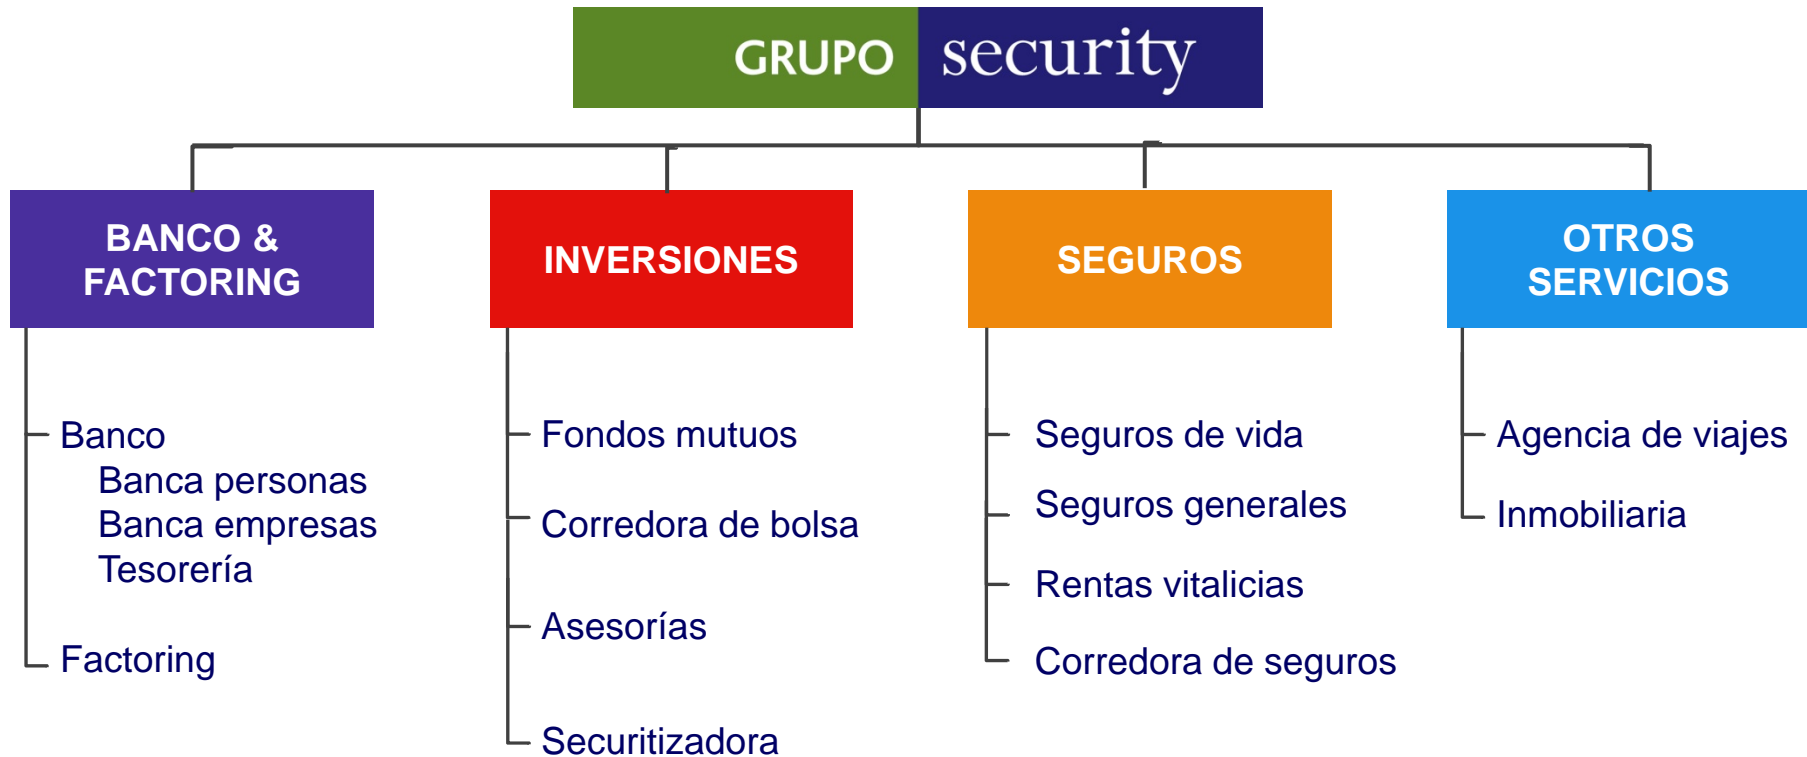 GRUPO security
BANCO &
FACTORING
Banco
Banca personas
Banca empresas
Tesorería
Factoring
INVERSIONES
Fondos mutuos
Corredora de bolsa
Asesorías
Securitizadora
SEGUROS
Seguros de vida
Seguros generales
Rentas vitalicias
Corredora de seguros
OTROS
SERVICIOS
Agencia de viajes
Inmobiliaria